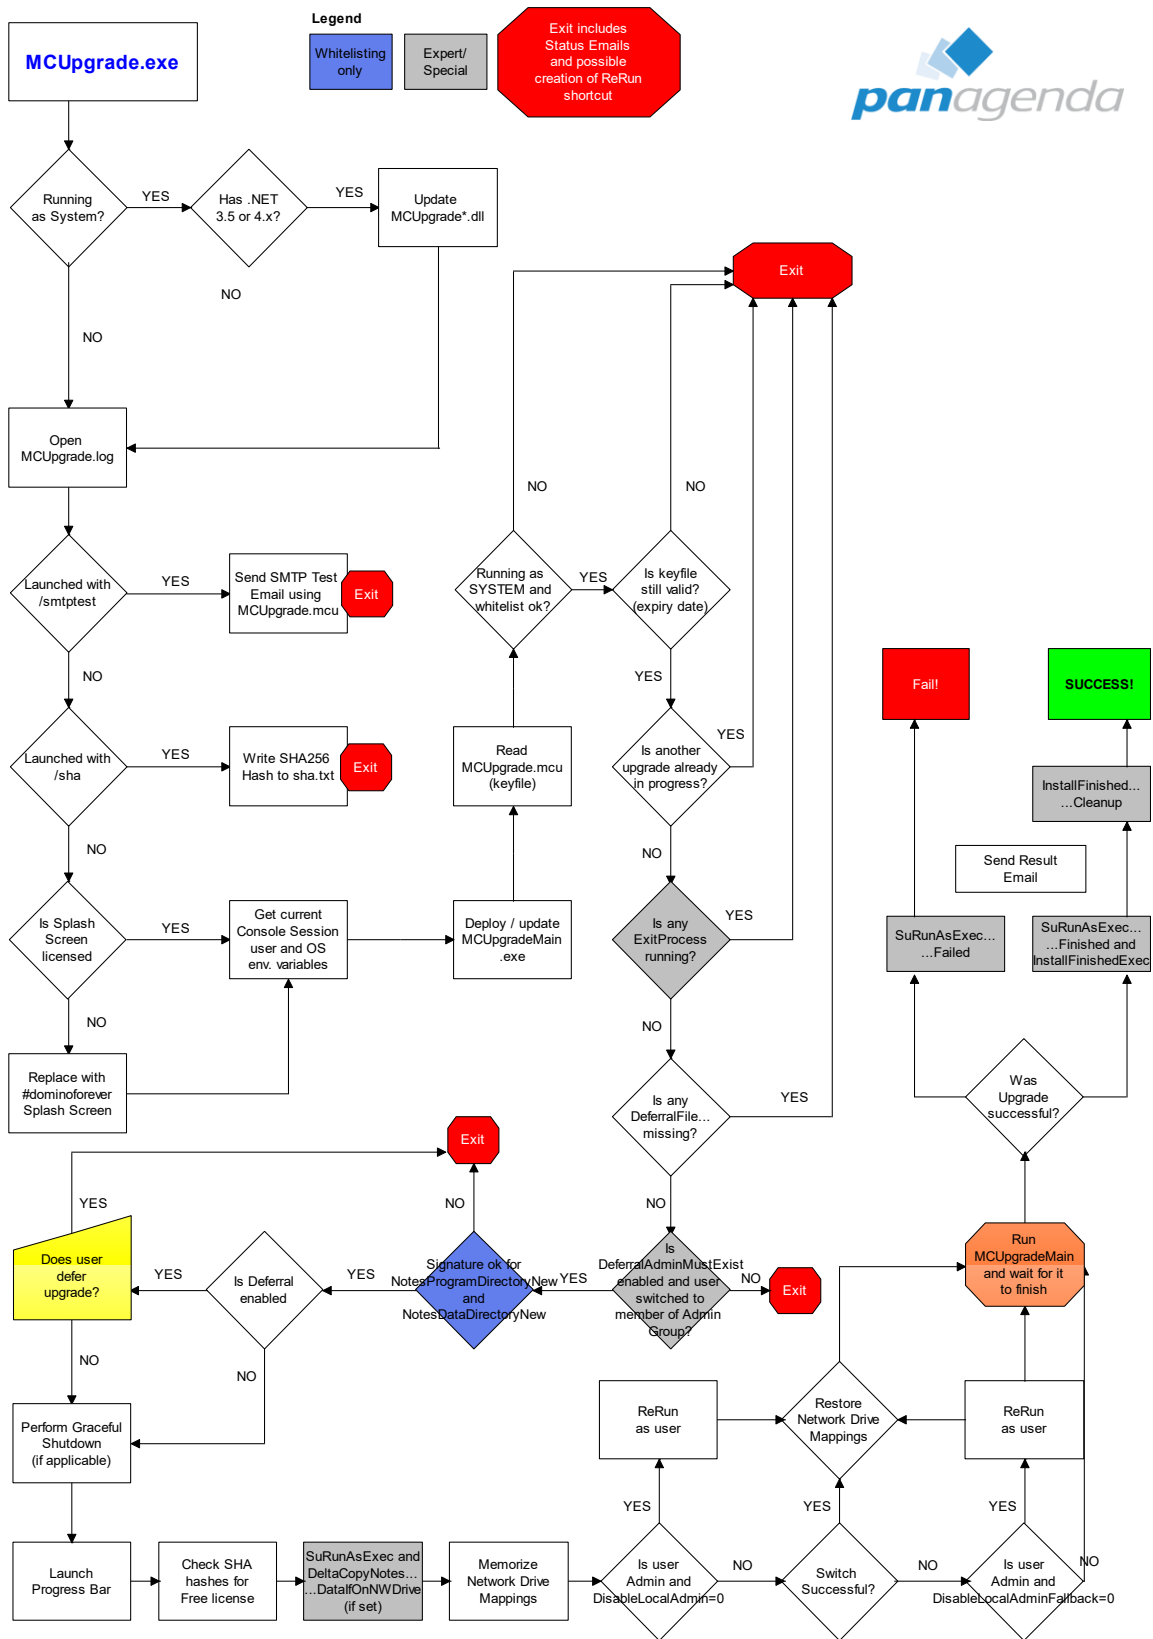 Legend
MCUpgrade.exe
Whitelisting
only
Expert/
Special
Exit includes
Status Emails
and possible
creation of ReRun
shortcut
panagenda
Running
as System?
YES
Has .NET
3.5 or 4.x?
YES
Update
MCUpgrade*.dll
NO
NO
Exit
Open
MCUpgrade.log
NO
NO
Launched with
/smtptest
YES
Send SMTP Test
Email using
MCUpgrade.mcu
Exit
Running as
SYSTEM and
whitelist ok?
YES
Is keyfile
still valid?
(expiry date)
NO
YES
Fail!
SUCCESS!
Launched with
/sha
YES
Write SHA256
Hash to sha.txt
Exit
Read
MCUpgrade.mcu
(keyfile)
Is another
upgrade already
in progress?
YES
InstallFinished...
...Cleanup
NO
NO
Send Result
Email
Is Splash
Screen
licensed
YES
Get current
Console Session
user and OS
env. variables
Deploy / update
MCUpgradeMain
.exe
Is any
ExitProcess
running?
YES
SuRunAsExec...
...Failed
SuRunAsExec...
...Finished and
InstallFinishedExec
NO
NO
Replace with
#dominoforever
Splash Screen
Is any
DeferralFile...
missing?
YES
Was
Upgrade
successful?
Exit
YES
NO
NO
Does user
defer
upgrade?
YES
Is Deferral
enabled
YES
Signature ok for
NotesProgramDirectoryNew
and
NotesDataDirectoryNew
YES
Is
DeferralAdminMustExist
enabled and user
switched to
member of Admin
Group?
NO
Exit
Run
MCUpgradeMain
and wait for it
to finish
NO
NO
Perform Graceful
Shutdown
(if applicable)
ReRun
as user
Restore
Network Drive
Mappings
ReRun
as user
YES
YES
YES
Launch
Progress Bar
Check SHA
hashes for
Free license
SuRunAsExec and
DeltaCopyNotes...
...DataIfOnNWDrive
(if set)
Memorize
Network Drive
Mappings
Is user
Admin and
DisableLocalAdmin=0
NO
Switch
Successful?
NO
Is user
Admin and
DisableLocalAdminFallback=0
NO